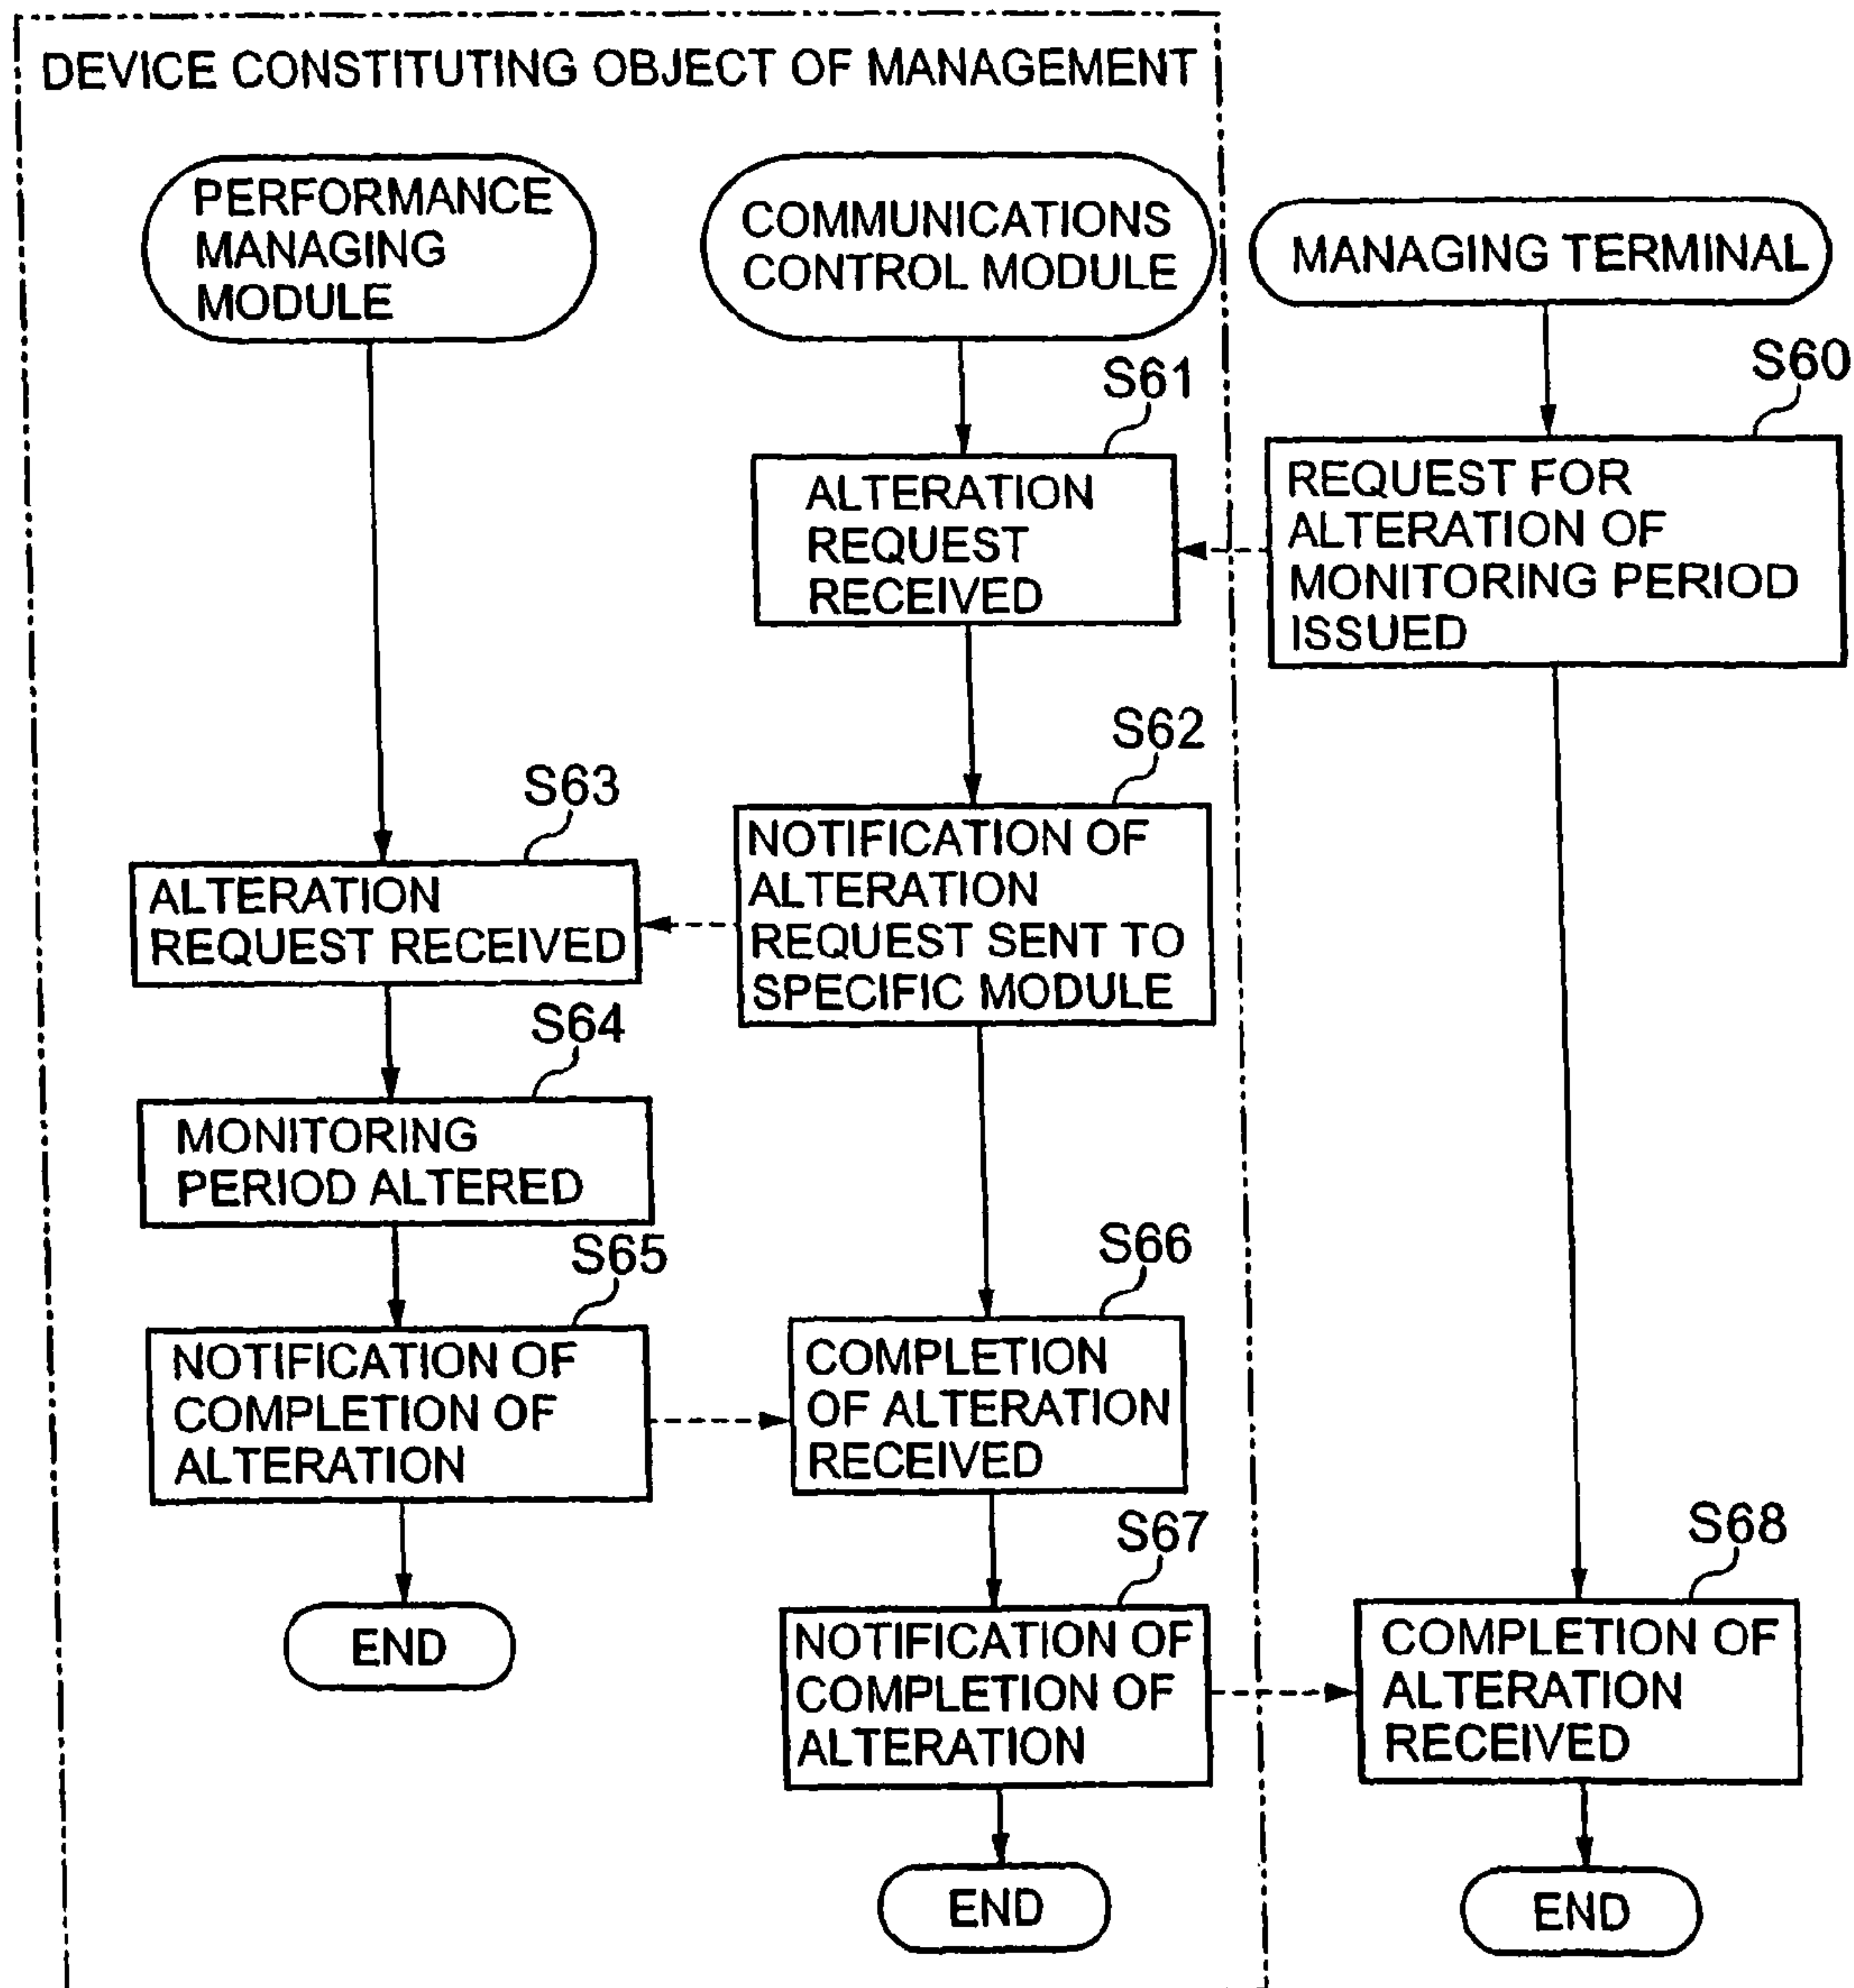 DEVICE CONSTITUTING OBJECT OF MANAGEMENT
PERFORMANCE
MANAGING
MODULE
COMMUNICATIONS
CONTROL MODULE
MANAGING TERMINAL
S60
REQUEST FOR
ALTERATION OF
MONITORING PERIOD
ISSUED
S61
ALTERATION
REQUEST
RECEIVED
S62
NOTIFICATION OF
ALTERATION
REQUEST SENT TO
SPECIFIC MODULE
S63
ALTERATION
REQUEST RECEIVED
S64
MONITORING
PERIOD ALTERED
S65
NOTIFICATION OF
COMPLETION OF
ALTERATION
S66
COMPLETION
OF ALTERATION
RECEIVED
S67
NOTIFICATION OF
COMPLETION OF
ALTERATION
S68
COMPLETION OF
ALTERATION
RECEIVED
END
END
END